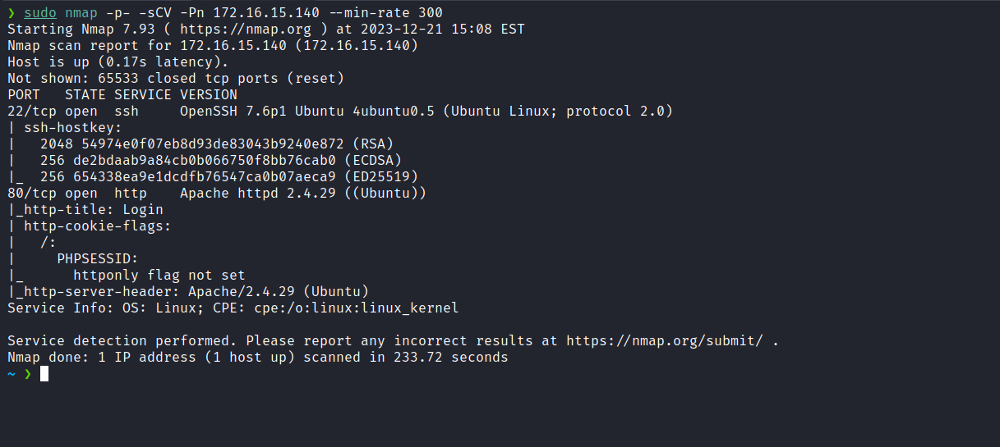 ❯ sudo nmap -p- -sCV -Pn 172.16.15.140 --min-rate 300
Starting Nmap 7.93 ( https://nmap.org ) at 2023-12-21 15:08 EST
Nmap scan report for 172.16.15.140 (172.16.15.140)
Host is up (0.17s latency).
Not shown: 65533 closed tcp ports (reset)
PORT   STATE SERVICE VERSION
22/tcp open  ssh     OpenSSH 7.6p1 Ubuntu 4ubuntu0.5 (Ubuntu Linux; protocol 2.0)
| ssh-hostkey:
|   2048 54974e0f07eb8d93de83043b9240e872 (RSA)
|   256 de2bdaab9a84cb0b066750f8bb76cab0 (ECDSA)
|_  256 654338ea9e1dcdfb76547ca0b07aeca9 (ED25519)
80/tcp open  http    Apache httpd 2.4.29 ((Ubuntu))
|_http-title: Login
| http-cookie-flags:
|   /:
|     PHPSESSID:
|_      httponly flag not set
|_http-server-header: Apache/2.4.29 (Ubuntu)
Service Info: OS: Linux; CPE: cpe:/o:linux:linux_kernel

Service detection performed. Please report any incorrect results at https://nmap.org/submit/ .
Nmap done: 1 IP address (1 host up) scanned in 233.72 seconds
~ ❯